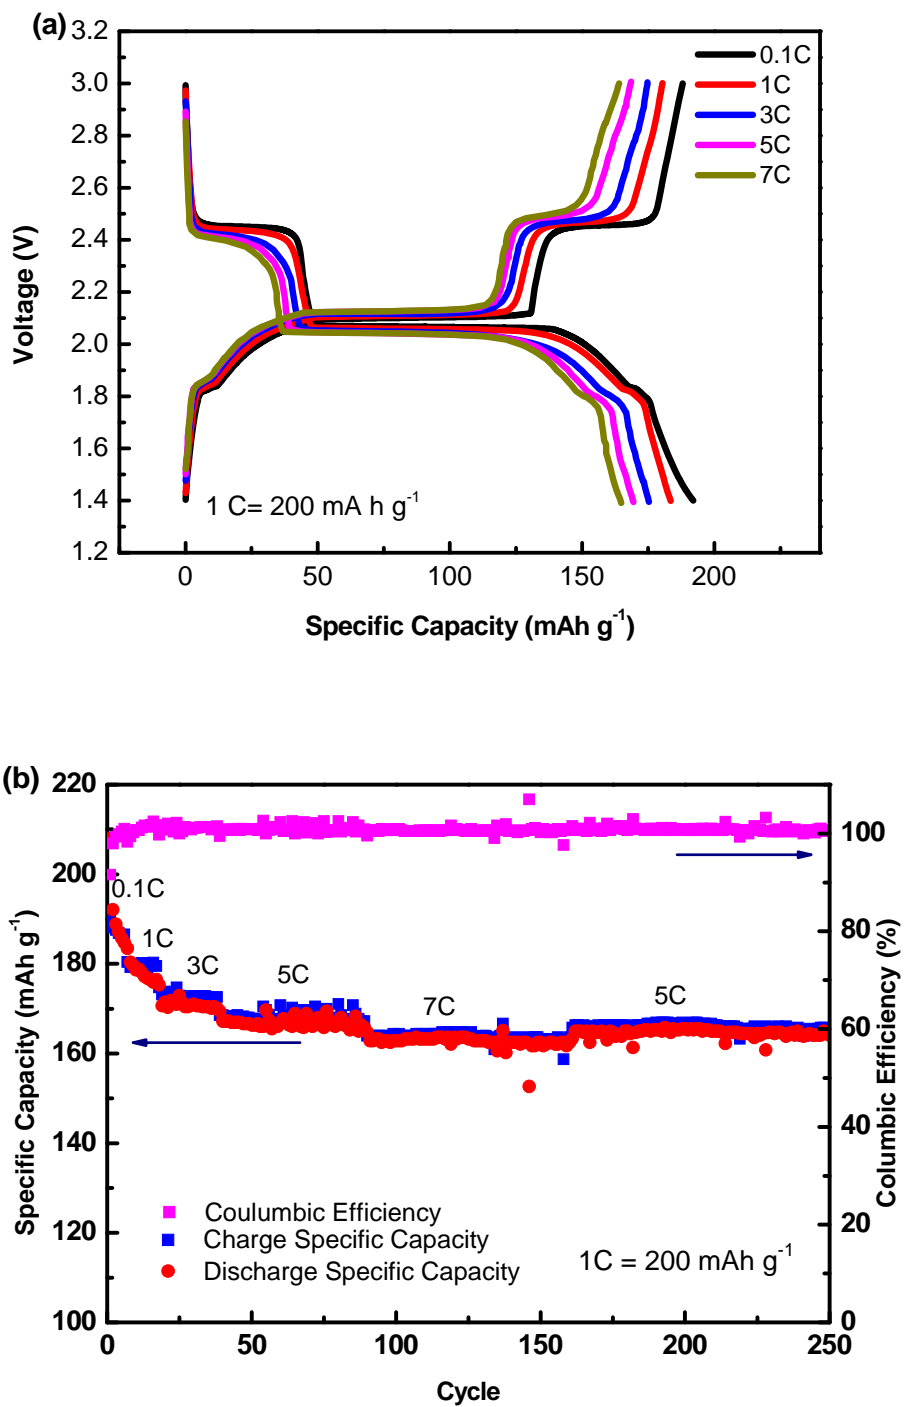 (a)
3.2
3.0
2.8
2.6
2.4
2.2
2.0
1.8
1.6
1.4
1.2
Voltage (V)
0.1C
1C
3C
5C
7C
1 C= 200 mA h g-1
0 50 100 150 200
Specific Capacity (mAh g-1)
(b)
220
200
180
160
140
120
100
Specific Capacity (mAh g-1)
0.1C
1C
3C
5C
7C
5C
100
80
60
40
20
0
Columbic Efficiency (%)
Coulumbic Efficiency
Charge Specific Capacity
Discharge Specific Capacity
1C = 200 mAh g-1
0 50 100 150 200 250
Cycle